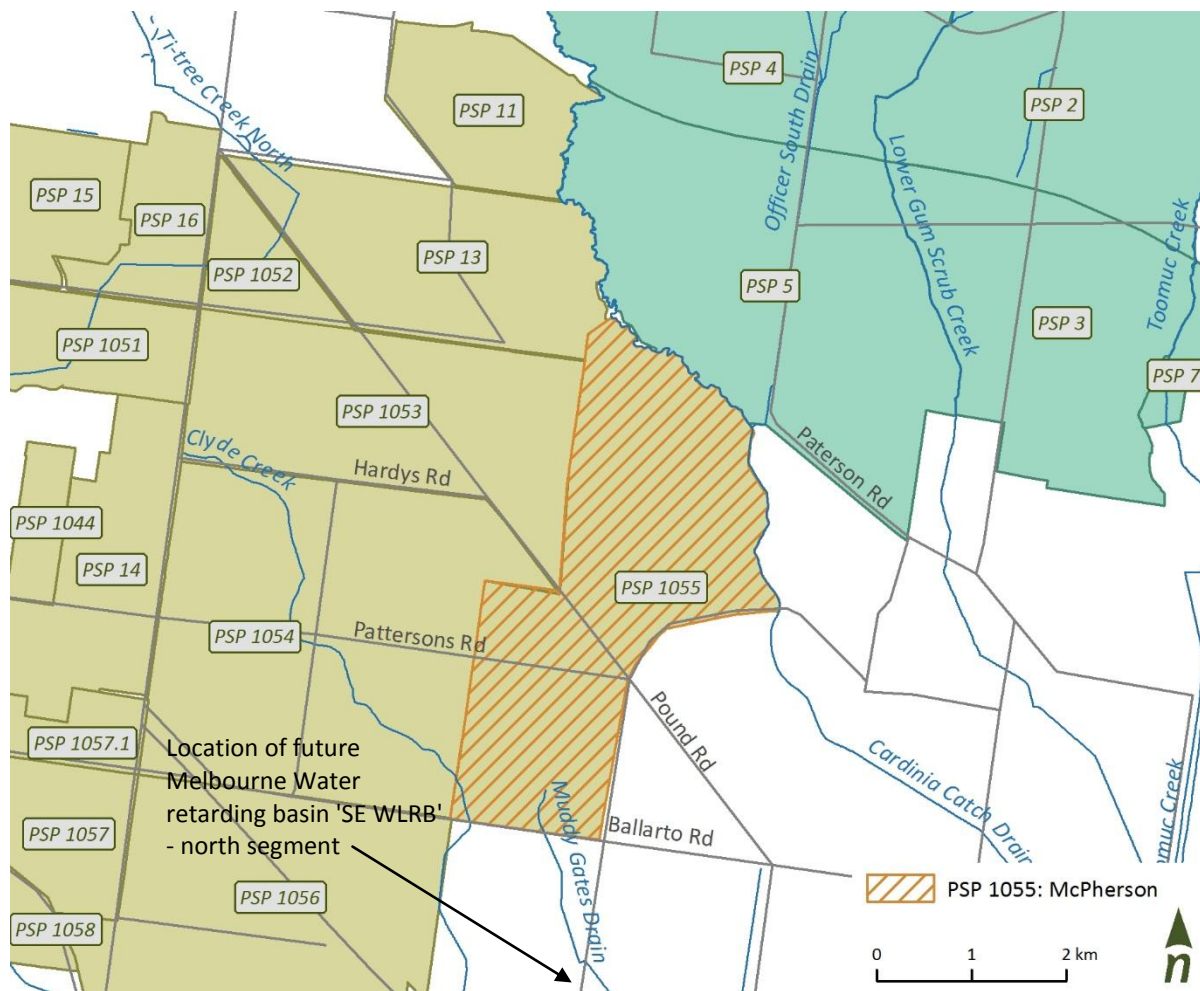 PSP 4
PSP 2
PSP 11
Ti-tree Creek North
Officer South Drain
Lower Gum Scrub Creek
PSP 15
PSP 16
PSP 13
PSP 1052
PSP 5
PSP 3
Toomuc Creek
PSP 1051
PSP 7
PSP 1053
Clyde Creek
Hardys Rd
Paterson Rd
PSP 1044
PSP 14
PSP 1055
PSP 1054
Pattersons Rd
Pound Rd
PSP 1057.1
Location of future
Melbourne Water
retarding basin 'SE WLRB'
- north segment
Cardinia Catch Drain
Muddy Gates Drain
Ballarto Rd
omuc Creek
PSP 1057
PSP 1056
PSP 1058
PSP 1055: McPherson
0 1 2 km
n